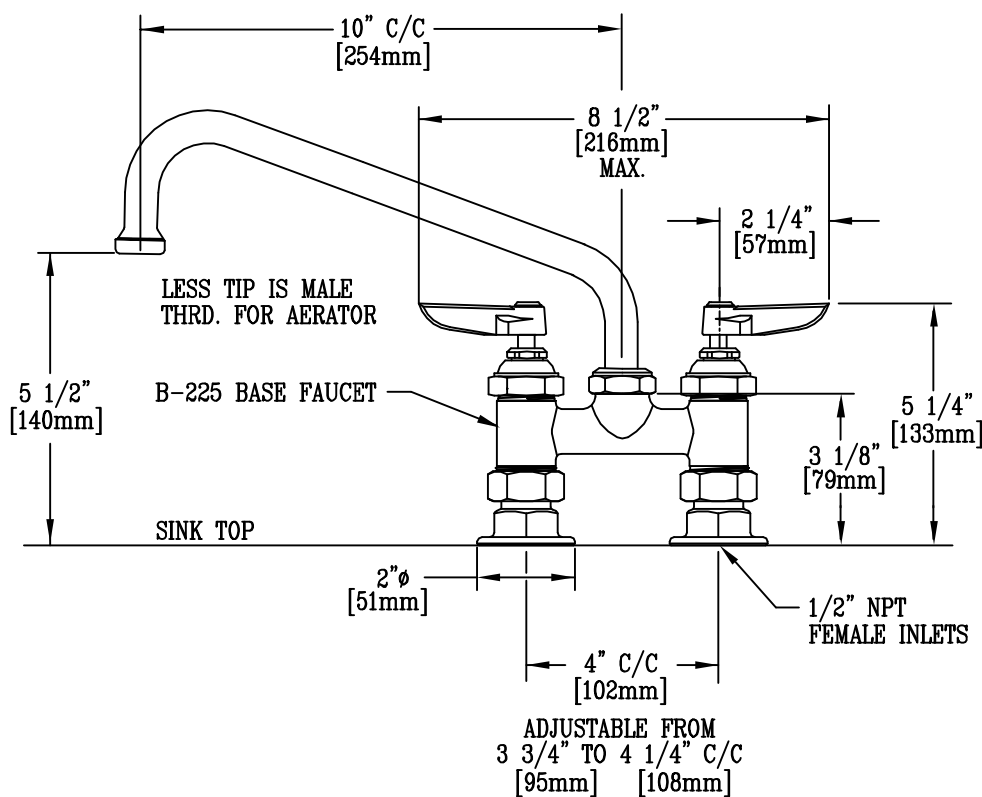 10" C/C
[254mm]
8 1/2"
[216mm]
MAX.
2 1/4"
[57mm]
LESS TIP IS MALE
THRD. FOR AERATOR
5 1/2"
[140mm]
B-225 BASE FAUCET
5 1/4"
[133mm]
3 1/8"
[79mm]
SINK TOP
2"ø
[51mm]
1/2" NPT
FEMALE INLETS
4" C/C
[102mm]
ADJUSTABLE FROM
3 3/4" TO 4 1/4" C/C
[95mm] [108mm]